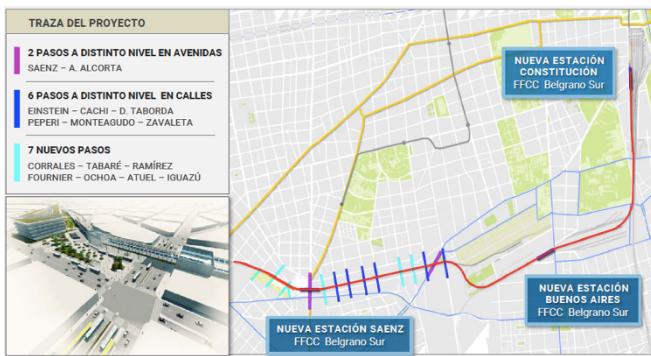 TRAZA DEL PROYECTO
2 PASOS A DISTINTO NIVEL EN AVENIDAS
SAENZ – A. ALCORTA
6 PASOS A DISTINTO NIVEL EN CALLES
EINSTEIN – CACHI – D. TABORDA
PEPERI – MONTEAGUDO – ZAVALETA
7 NUEVOS PASOS
CORRALES – TABARÉ – RAMÍREZ
FOURNIER – OCHOA – ATUEL – IGUAZÚ
NUEVA ESTACIÓN
CONSTITUCIÓN
FFCC Belgrano Sur
NUEVA ESTACIÓN
BUENOS AIRES
FFCC Belgrano Sur
NUEVA ESTACIÓN SAENZ
FFCC Belgrano Sur